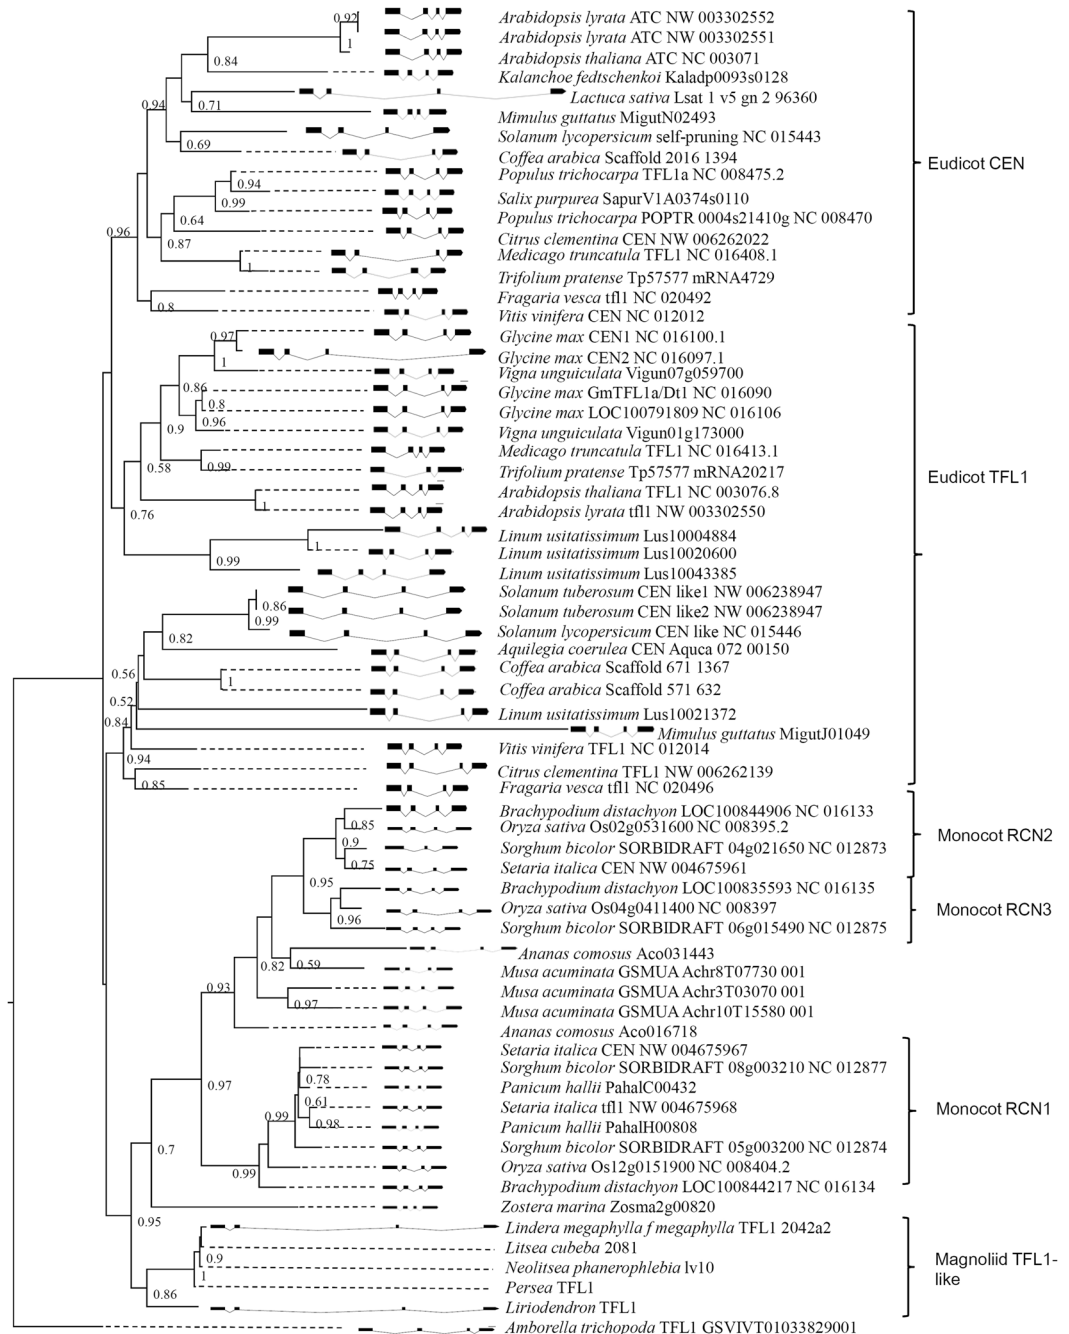 Arabidopsis lyrata ATC NW 003302552
0.92
Arabidopsis lyrata ATC NW 003302551
1
Arabidopsis thaliana ATC NC 003071
0.84
Kalanchoe fedtschenkoi Kaladp0093s0128
Lactuca sativa Lsat 1 v5 gn 2 96360
0.94
0.71
Mimulus guttatus MigutN02493
Solanum lycopersicum self-pruning NC 015443
0.69
Coffea arabica Scaffold 2016 1394
Eudicot CEN
Populus trichocarpa TFL1a NC 008475.2
0.94
Salix purpurea SapurV1A0374s0110
0.99
Populus trichocarpa POPTR 0004s21410g NC 008470
0.64
0.96
Citrus clementina CEN NW 006262022
0.87
Medicago truncatula TFL1 NC 016408.1
1
Trifolium pratense Tp57577 mRNA4729
Fragaria vesca tfl1 NC 020492
0.8
Vitis vinifera CEN NC 012012
Glycine max CEN1 NC 016100.1
0.97
Glycine max CEN2 NC 016097.1
1
Vigna unguiculata Vigun07g059700
0.86
Glycine max GmTFL1a/Dt1 NC 016090
0.8
Glycine max LOC100791809 NC 016106
0.96
0.9
Vigna unguiculata Vigun01g173000
Medicago truncatula TFL1 NC 016413.1
0.58
0.99
Trifolium pratense Tp57577 mRNA20217
Eudicot TFL1
Arabidopsis thaliana TFL1 NC 003076.8
1
Arabidopsis lyrata tfl1 NW 003302550
0.76
Linum usitatissimum Lus10004884
1
Linum usitatissimum Lus10020600
0.99
Linum usitatissimum Lus10043385
Solanum tuberosum CEN like1 NW 006238947
0.86
Solanum tuberosum CEN like2 NW 006238947
0.99
Solanum lycopersicum CEN like NC 015446
0.82
Aquilegia coerulea CEN Aquca 072 00150
Coffea arabica Scaffold 671 1367
0.56
1
Coffea arabica Scaffold 571 632
0.52
Linum usitatissimum Lus10021372
0.84
Mimulus guttatus MigutJ01049
Vitis vinifera TFL1 NC 012014
0.94
Citrus clementina TFL1 NW 006262139
0.85
Fragaria vesca tfl1 NC 020496
Brachypodium distachyon LOC100844906 NC 016133
0.85
Oryza sativa Os02g0531600 NC 008395.2
Monocot RCN2
0.9
Sorghum bicolor SORBIDRAFT 04g021650 NC 012873
0.75
Setaria italica CEN NW 004675961
0.95
Brachypodium distachyon LOC100835593 NC 016135
Oryza sativa Os04g0411400 NC 008397
Monocot RCN3
0.96
Sorghum bicolor SORBIDRAFT 06g015490 NC 012875
Ananas comosus Aco031443
0.82
0.59
Musa acuminata GSMUA Achr8T07730 001
0.93
Musa acuminata GSMUA Achr3T03070 001
0.97
Musa acuminata GSMUA Achr10T15580 001
Ananas comosus Aco016718
Setaria italica CEN NW 004675967
Sorghum bicolor SORBIDRAFT 08g003210 NC 012877
0.78
0.97
Panicum hallii PahalC00432
0.61
Setaria italica tfl1 NW 004675968
Monocot RCN1
0.99
0.98
Panicum hallii PahalH00808
Sorghum bicolor SORBIDRAFT 05g003200 NC 012874
0.7
Oryza sativa Os12g0151900 NC 008404.2
0.99
Brachypodium distachyon LOC100844217 NC 016134
Zostera marina Zosma2g00820
0.95
Lindera megaphylla f megaphylla TFL1 2042a2
Litsea cubeba 2081
0.9
Neolitsea phanerophlebia lv10
Magnoliid TFL1-
like
1
Persea TFL1
0.86
Liriodendron TFL1
Amborella trichopoda TFL1 GSVIVT01033829001